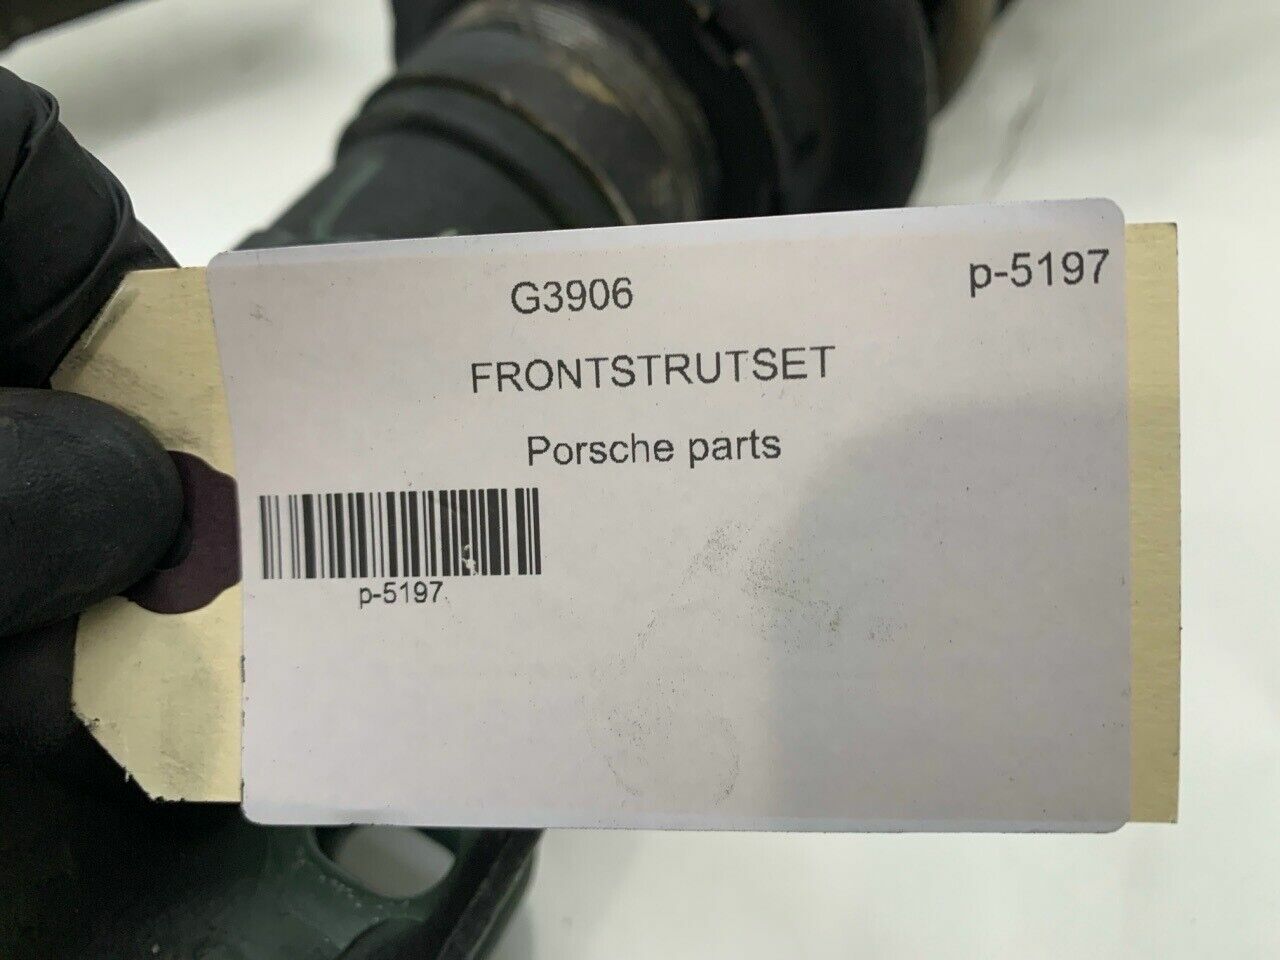 G3906
p-5197
FRONTSTRUTSET
Porsche parts
p-5197